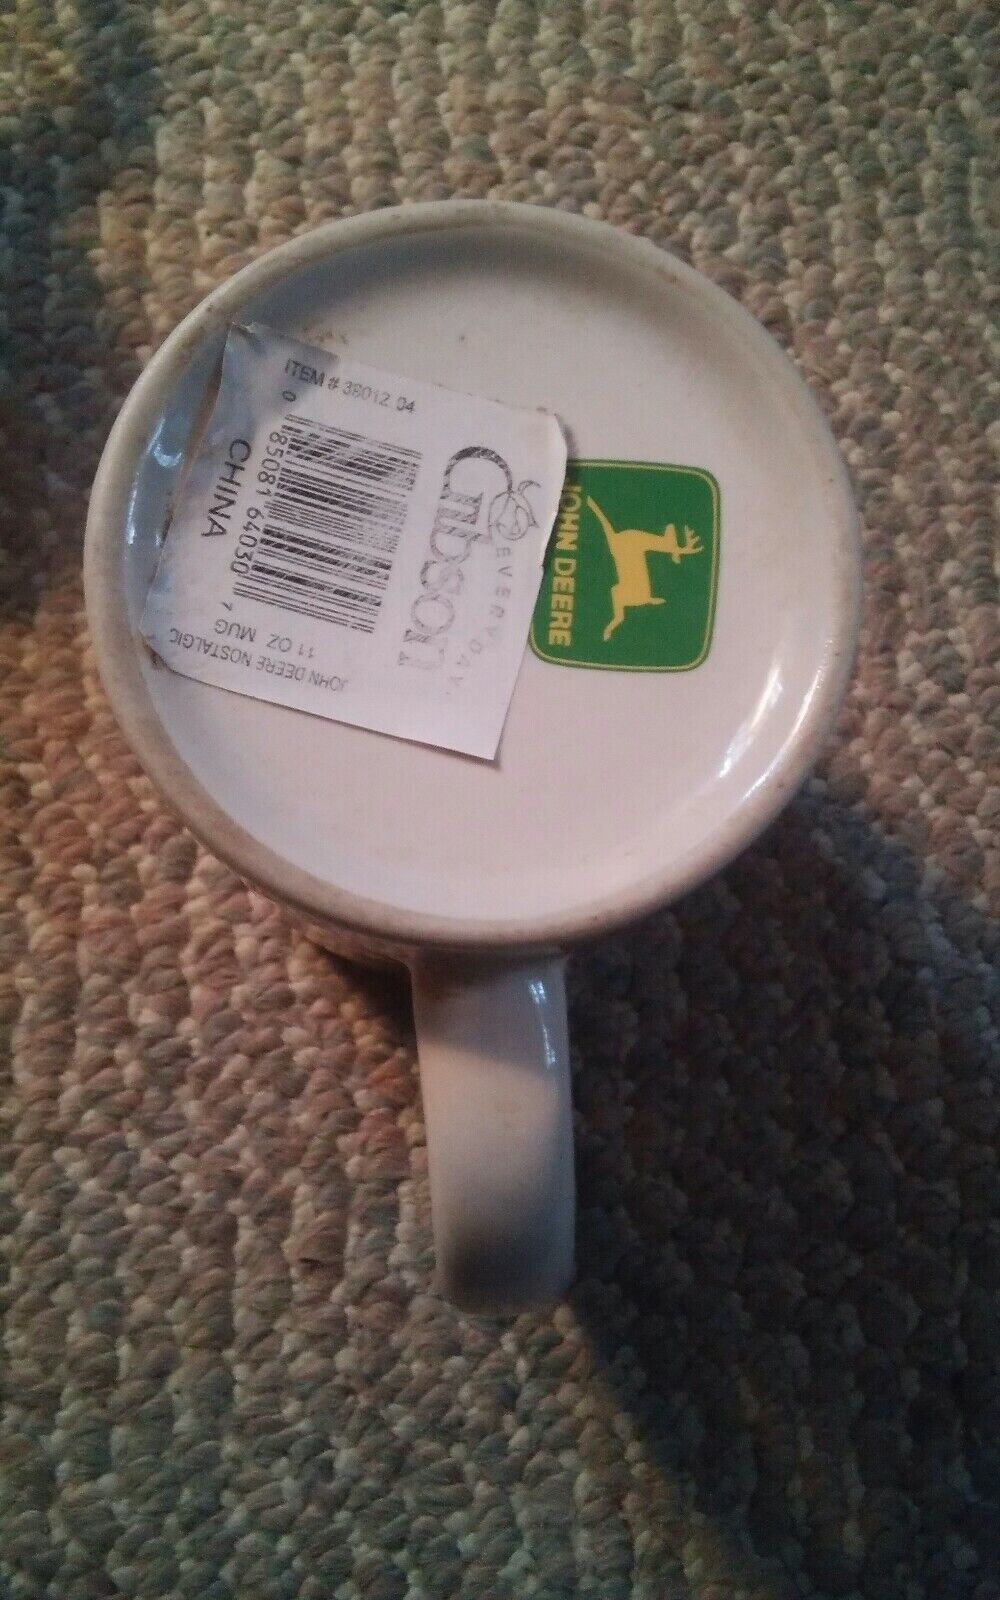 ITEM # 38012 04
0 85081 64030 7
CHINA
Gibson
EVERYDAY
JOHN DEERE NOSTALGIC
11 OZ MUG
JOHN DEERE